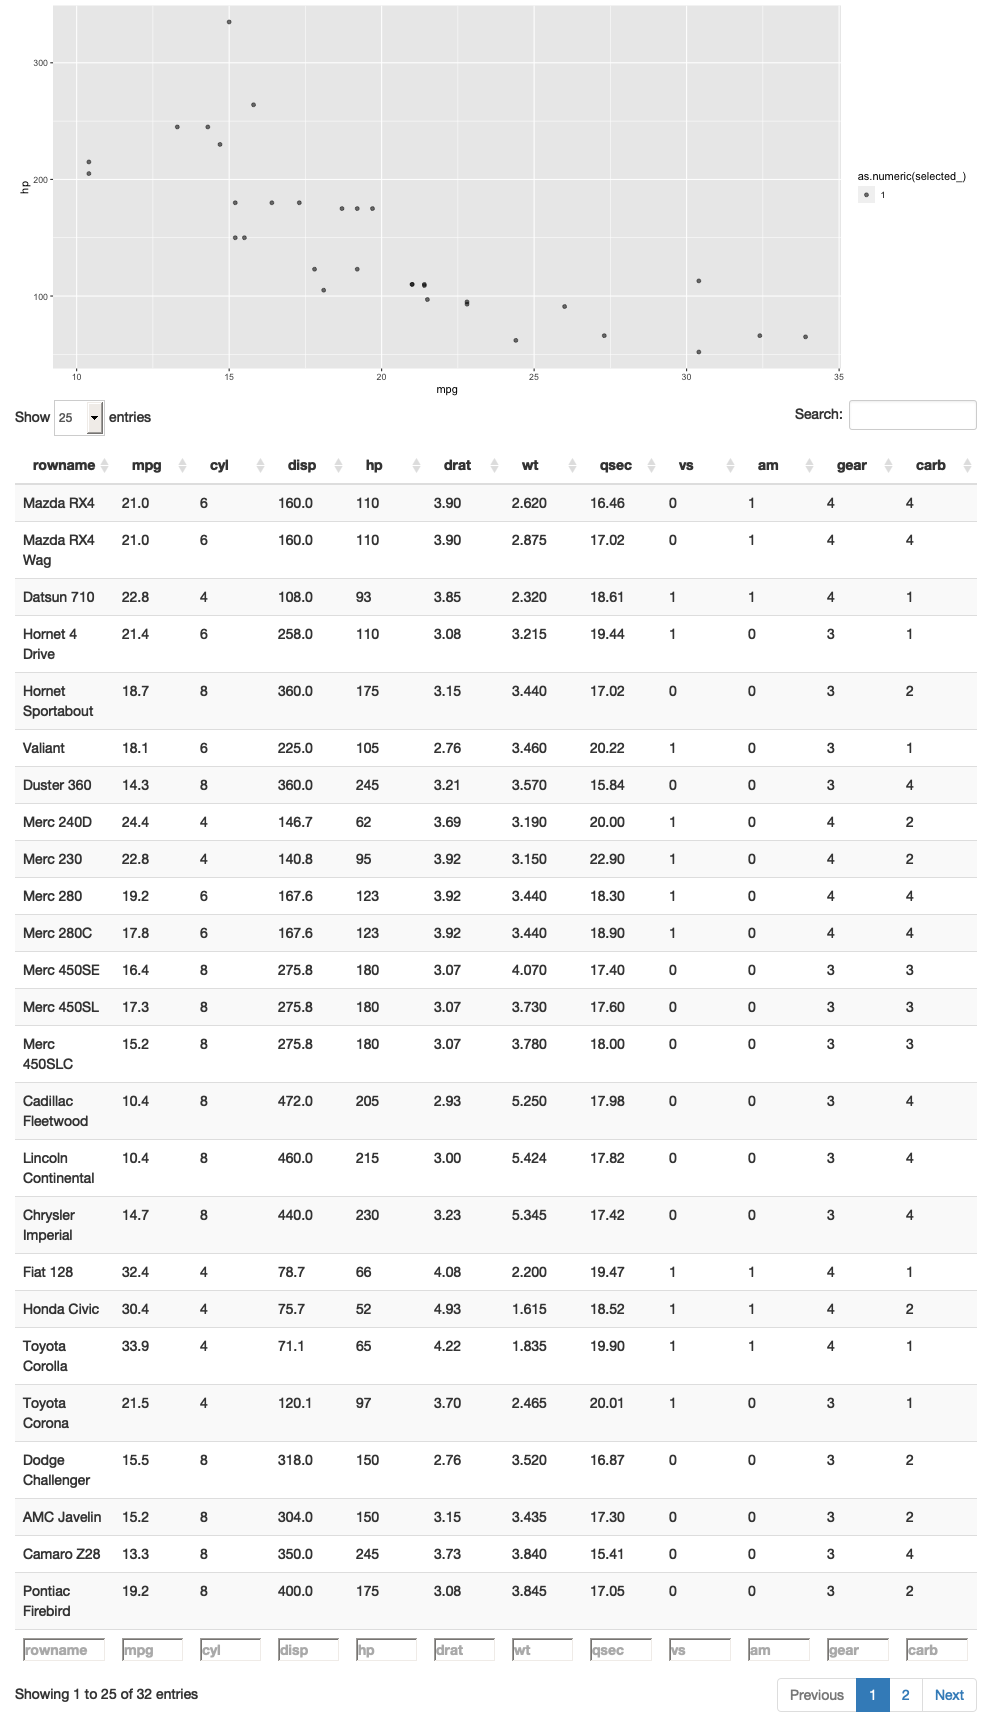 300
200
100
hp
10 15 20 25 30 35
mpg
as.numeric(selected_)
1
Show 25 entries
Search:
rowname mpg cyl disp hp drat wt qsec vs am gear carb
Mazda RX4 21.0 6 160.0 110 3.90 2.620 16.46 0 1 4 4
Mazda RX4 21.0 6 160.0 110 3.90 2.875 17.02 0 1 4 4
Wag
Datsun 710 22.8 4 108.0 93 3.85 2.320 18.61 1 1 4 1
Hornet 4 21.4 6 258.0 110 3.08 3.215 19.44 1 0 3 1
Drive
Hornet 18.7 8 360.0 175 3.15 3.440 17.02 0 0 3 2
Sportabout
Valiant 18.1 6 225.0 105 2.76 3.460 20.22 1 0 3 1
Duster 360 14.3 8 360.0 245 3.21 3.570 15.84 0 0 3 4
Merc 240D 24.4 4 146.7 62 3.69 3.190 20.00 1 0 4 2
Merc 230 22.8 4 140.8 95 3.92 3.150 22.90 1 0 4 2
Merc 280 19.2 6 167.6 123 3.92 3.440 18.30 1 0 4 4
Merc 280C 17.8 6 167.6 123 3.92 3.440 18.90 1 0 4 4
Merc 450SE 16.4 8 275.8 180 3.07 4.070 17.40 0 0 3 3
Merc 450SL 17.3 8 275.8 180 3.07 3.730 17.60 0 0 3 3
Merc 15.2 8 275.8 180 3.07 3.780 18.00 0 0 3 3
450SLC
Cadillac 10.4 8 472.0 205 2.93 5.250 17.98 0 0 3 4
Fleetwood
Lincoln 10.4 8 460.0 215 3.00 5.424 17.82 0 0 3 4
Continental
Chrysler 14.7 8 440.0 230 3.23 5.345 17.42 0 0 3 4
Imperial
Fiat 128 32.4 4 78.7 66 4.08 2.200 19.47 1 1 4 1
Honda Civic 30.4 4 75.7 52 4.93 1.615 18.52 1 1 4 2
Toyota 33.9 4 71.1 65 4.22 1.835 19.90 1 1 4 1
Corolla
Toyota 21.5 4 120.1 97 3.70 2.465 20.01 1 0 3 1
Corona
Dodge 15.5 8 318.0 150 2.76 3.520 16.87 0 0 3 2
Challenger
AMC Javelin 15.2 8 304.0 150 3.15 3.435 17.30 0 0 3 2
Camaro Z28 13.3 8 350.0 245 3.73 3.840 15.41 0 0 3 4
Pontiac 19.2 8 400.0 175 3.08 3.845 17.05 0 0 3 2
Firebird
rowname mpg cyl disp hp drat wt qsec vs am gear carb
Showing 1 to 25 of 32 entries
Previous 1 2 Next